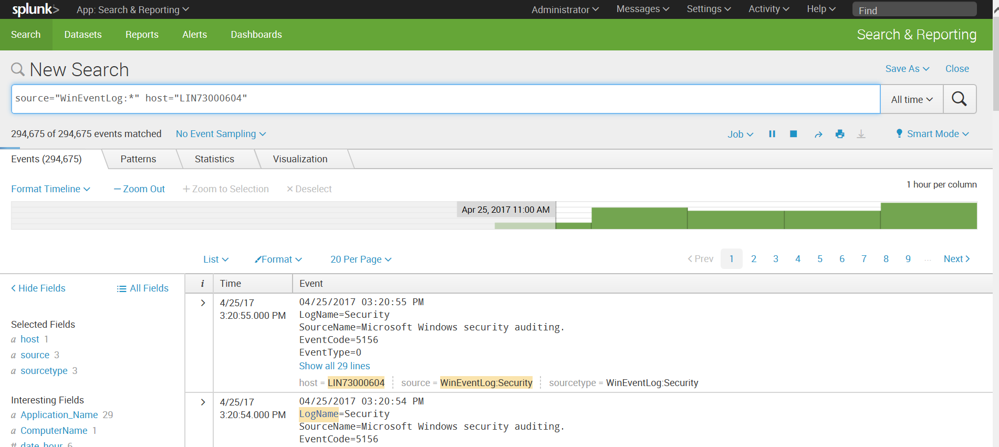 splunk> App: Search & Reporting Administrator Messages Settings Activity Help Find
Search Datasets Reports Alerts Dashboards Search & Reporting
New Search Save As Close
source="WinEventLog:*" host="LIN73000604" All time
294,675 of 294,675 events matched No Event Sampling Job Smart Mode
Events (294,675) Patterns Statistics Visualization
Format Timeline — Zoom Out + Zoom to Selection × Deselect 1 hour per column
Apr 25, 2017 11:00 AM
List Format 20 Per Page < Prev 1 2 3 4 5 6 7 8 9 ... Next >
< Hide Fields All Fields
i Time Event
Selected Fields
a host 1
a source 3
a sourcetype 3
Interesting Fields
a Application_Name 29
a ComputerName 1
# date_hour 6
> 4/25/17
3:20:55.000 PM
04/25/2017 03:20:55 PM
LogName=Security
SourceName=Microsoft Windows security auditing.
EventCode=5156
EventType=0
Show all 29 lines
host = LIN73000604 source = WinEventLog:Security sourcetype = WinEventLog:Security
> 4/25/17
3:20:54.000 PM
04/25/2017 03:20:54 PM
LogName=Security
SourceName=Microsoft Windows security auditing.
EventCode=5156